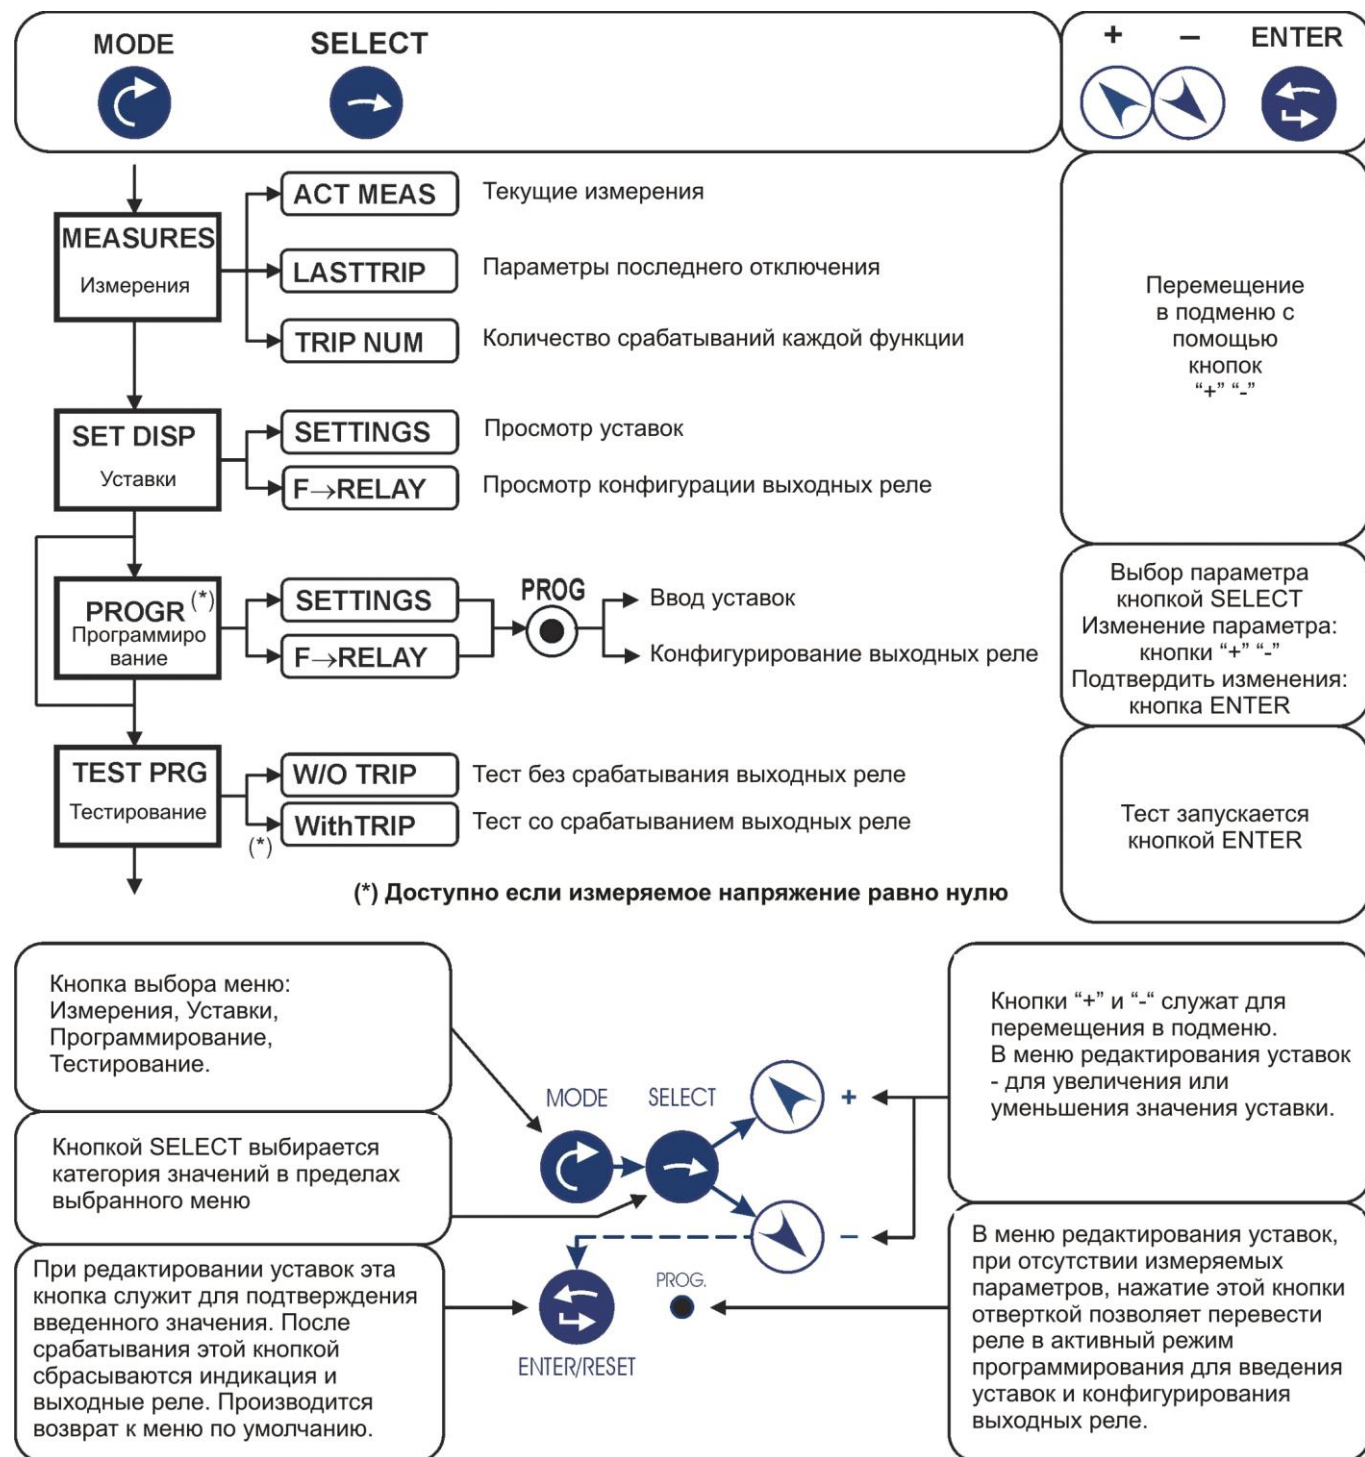 MODE
SELECT
+ – ENTER
MEASURES
Измерения
ACT MEAS
Текущие измерения
LASTTRIP
Параметры последнего отключения
TRIP NUM
Количество срабатываний каждой функции
Перемещение
в подменю с
помощью
кнопок
“+” “-”
SET DISP
Уставки
SETTINGS
Просмотр уставок
F→RELAY
Просмотр конфигурации выходных реле
PROGR (*)
Программиро
вание
SETTINGS
F→RELAY
PROG
Ввод уставок
Конфигурирование выходных реле
Выбор параметра
кнопкой SELECT
Изменение параметра:
кнопки “+” “-”
Подтвердить изменения:
кнопка ENTER
TEST PRG
Тестирование
W/O TRIP
Тест без срабатывания выходных реле
(*)
WithTRIP
Тест со срабатыванием выходных реле
Тест запускается
кнопкой ENTER
(*) Доступно если измеряемое напряжение равно нулю
Кнопка выбора меню:
Измерения, Уставки,
Программирование,
Тестирование.
Кнопкой SELECT выбирается
категория значений в пределах
выбранного меню
При редактировании уставок эта
кнопка служит для подтверждения
введенного значения. После
срабатывания этой кнопкой
сбрасываются индикация и
выходные реле. Производится
возврат к меню по умолчанию.
MODE
SELECT
+
–
PROG.
ENTER/RESET
Кнопки “+” и “-“ служат для
перемещения в подменю.
В меню редактирования уставок
- для увеличения или
уменьшения значения уставки.
В меню редактирования уставок,
при отсутствии измеряемых
параметров, нажатие этой кнопки
отверткой позволяет перевести
реле в активный режим
программирования для введения
уставок и конфигурирования
выходных реле.